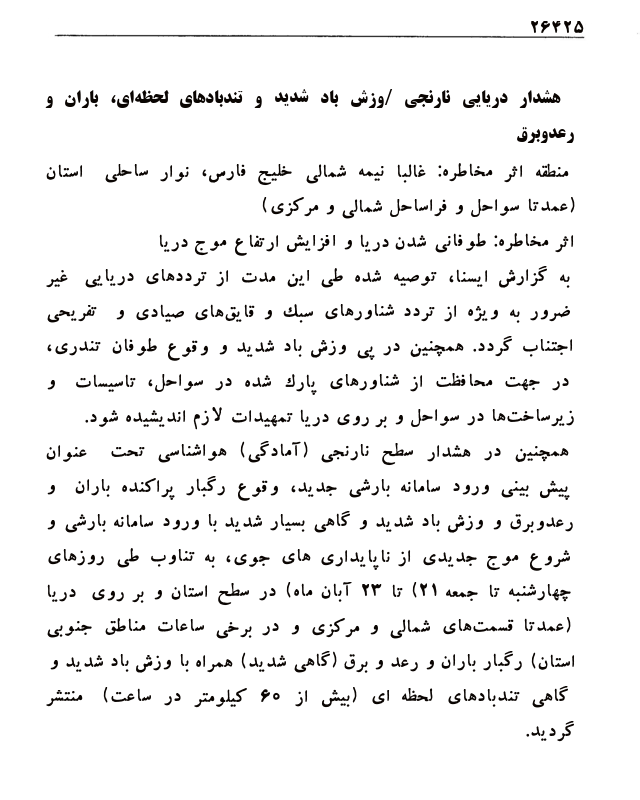 ۲۶۴۲۵
هشدار دریایی نارنجی /وزش باد شدید و تندبادهای لحظه‌ای، باران و
رعدوبرق
منطقه اثر مخاطره: غالبا نیمه شمالی خلیج فارس، نوار ساحلی استان
(عمدتا سواحل و فراساحل شمالی و مرکزی)
اثر مخاطره: طوفانی شدن دریا و افزایش ارتفاع موج دریا
به گزارش ایسنا، توصیه شده طی این مدت از ترددهای دریایی غیر
ضرور به ویژه از تردد شناورهای سبك و قایق‌های صیادی و تفریحی
اجتناب گردد. همچنین در پی وزش باد شدید و وقوع طوفان تندری،
در جهت محافظت از شناورهای پارك شده در سواحل، تاسیسات و
زیرساخت‌ها در سواحل و بر روی دریا تمهیدات لازم اندیشیده شود.
همچنین در هشدار سطح نارنجی (آمادگی) هواشناسی تحت عنوان
پیش بینی ورود سامانه بارشی جدید، وقوع رگبار پراکنده باران و
رعدوبرق و وزش باد شدید و گاهی بسیار شدید با ورود سامانه بارشی و
شروع موج جدیدی از ناپایداری های جوی، به تناوب طی روزهای
چهارشنبه تا جمعه ۲۱) تا ۲۳ آبان ماه) در سطح استان و بر روی دریا
(عمدتا قسمت‌های شمالی و مرکزی و در برخی ساعات مناطق جنوبی
استان) رگبار باران و رعد و برق (گاهی شدید) همراه با وزش باد شدید و
گاهی تندبادهای لحظه ای (بیش از ۶۰ کیلومتر در ساعت) منتشر
گردید.